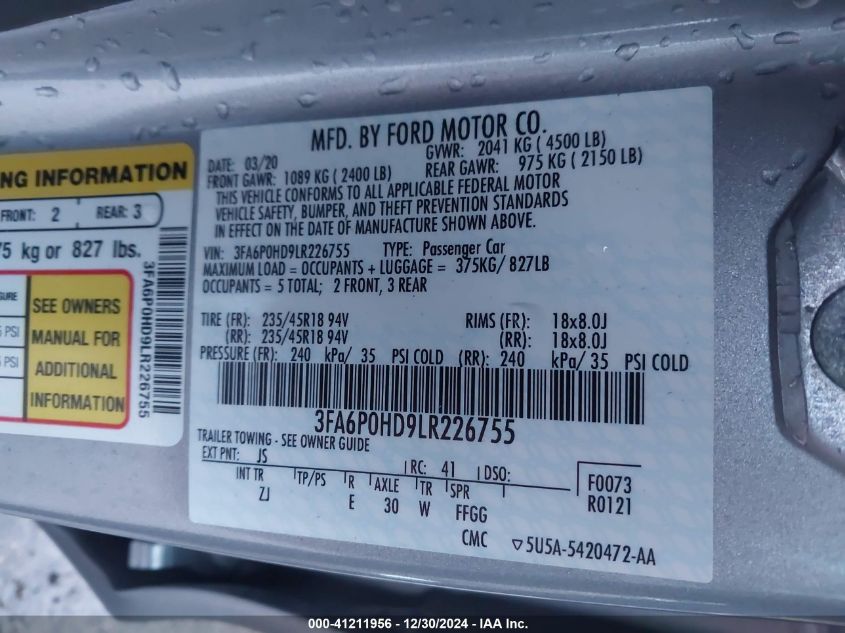 NG INFORMATION
FRONT: 2 REAR: 3
75 kg or 827 lbs.
SURE
PSI
PSI
SEE OWNERS
MANUAL FOR
ADDITIONAL
INFORMATION
3FA6P0HD9LR226755
MFD. BY FORD MOTOR CO.
DATE: 03/20 GVWR: 2041 KG ( 4500 LB)
FRONT GAWR: 1089 KG ( 2400 LB) REAR GAWR: 975 KG ( 2150 LB)
THIS VEHICLE CONFORMS TO ALL APPLICABLE FEDERAL MOTOR
VEHICLE SAFETY, BUMPER, AND THEFT PREVENTION STANDARDS
IN EFFECT ON THE DATE OF MANUFACTURE SHOWN ABOVE.
VIN: 3FA6P0HD9LR226755 TYPE: Passenger Car
MAXIMUM LOAD = OCCUPANTS + LUGGAGE = 375KG/ 827LB
OCCUPANTS = 5 TOTAL; 2 FRONT, 3 REAR
TIRE (FR): 235/45R18 94V RIMS (FR): 18x8.0J
(RR): 235/45R18 94V (RR): 18x8.0J
PRESSURE (FR): 240 kPa/ 35 PSI COLD (RR): 240 kPa/ 35 PSI COLD
3FA6P0HD9LR226755
TRAILER TOWING - SEE OWNER GUIDE
EXT PNT: JS RC: 41 DSO: F0073
INT TR TP/PS R AXLE TR SPR R0121
ZJ E 30 W FFGG
CMC ▽5U5A-5420472-AA
000-41211956 - 12/30/2024 - IAA Inc.